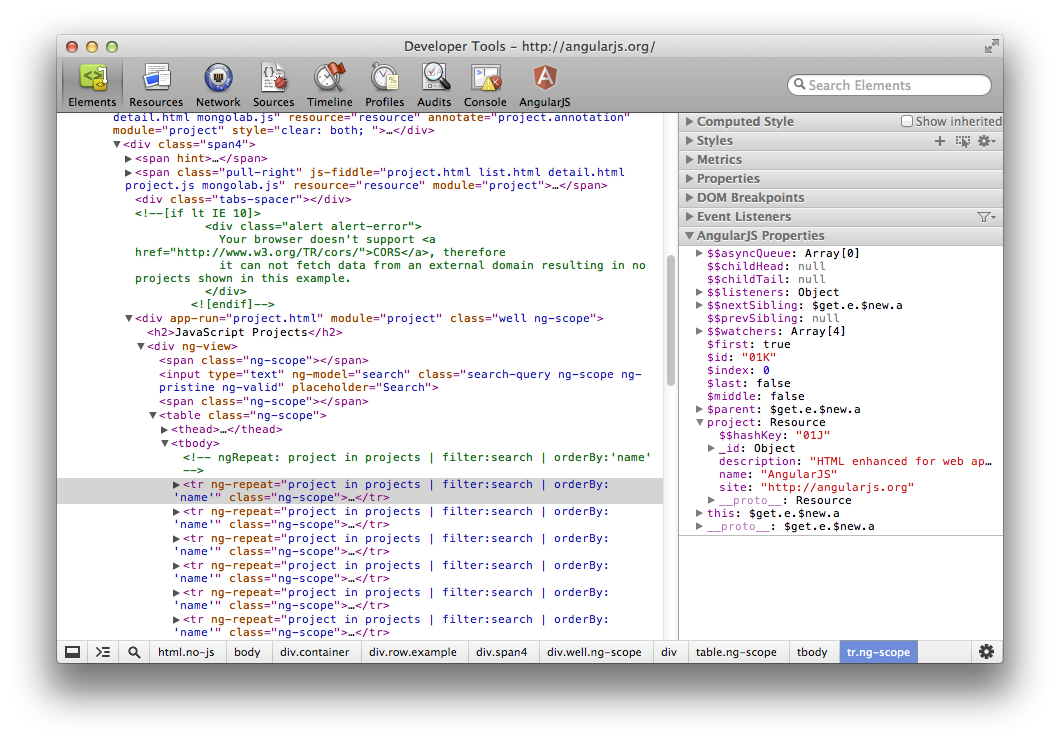 Developer Tools - http://angularjs.org/
Elements Resources Network Sources Timeline Profiles Audits Console AngularJS
Search Elements
detail.html mongolab.js" resource="resource" annotate="project.annotation"
module="project" style="clear: both; ">…</div>
▼<div class="span4">
▶<span hint>…</span>
▶<span class="pull-right" js-fiddle="project.html list.html detail.html
project.js mongolab.js" resource="resource" module="project">…</span>
<div class="tabs-spacer"></div>
<!--[if lt IE 10]>
<div class="alert alert-error">
Your browser doesn't support <a
href="http://www.w3.org/TR/cors/">CORS</a>, therefore
it can not fetch data from an external domain resulting in no
projects shown in this example.
</div>
<![endif]-->
▼<div app-run="project.html" module="project" class="well ng-scope">
<h2>JavaScript Projects</h2>
▼<div ng-view>
<span class="ng-scope"></span>
<input type="text" ng-model="search" class="search-query ng-scope ng-
pristine ng-valid" placeholder="Search">
<span class="ng-scope"></span>
▼<table class="ng-scope">
▶<thead>…</thead>
▼<tbody>
<!-- ngRepeat: project in projects | filter:search | orderBy:'name'
-->
▶<tr ng-repeat="project in projects | filter:search | orderBy:
'name'" class="ng-scope">…</tr>
▶<tr ng-repeat="project in projects | filter:search | orderBy:
'name'" class="ng-scope">…</tr>
▶<tr ng-repeat="project in projects | filter:search | orderBy:
'name'" class="ng-scope">…</tr>
▶<tr ng-repeat="project in projects | filter:search | orderBy:
'name'" class="ng-scope">…</tr>
▶<tr ng-repeat="project in projects | filter:search | orderBy:
'name'" class="ng-scope">…</tr>
▶<tr ng-repeat="project in projects | filter:search | orderBy:
'name'" class="ng-scope">…</tr>
▶Computed Style Show inherited
▶Styles
▶Metrics
▶Properties
▶DOM Breakpoints
▶Event Listeners
▼AngularJS Properties
▶$$asyncQueue: Array[0]
$$childHead: null
$$childTail: null
▶$$listeners: Object
▶$$nextSibling: $get.e.$new.a
$$prevSibling: null
▶$$watchers: Array[4]
$first: true
$id: "01K"
$index: 0
$last: false
$middle: false
▶$parent: $get.e.$new.a
▼project: Resource
$$hashKey: "01J"
▶_id: Object
description: "HTML enhanced for web ap…
name: "AngularJS"
site: "http://angularjs.org"
▶__proto__: Resource
▶this: $get.e.$new.a
▶__proto__: $get.e.$new.a
html.no-js body div.container div.row.example div.span4 div.well.ng-scope div table.ng-scope tbody tr.ng-scope